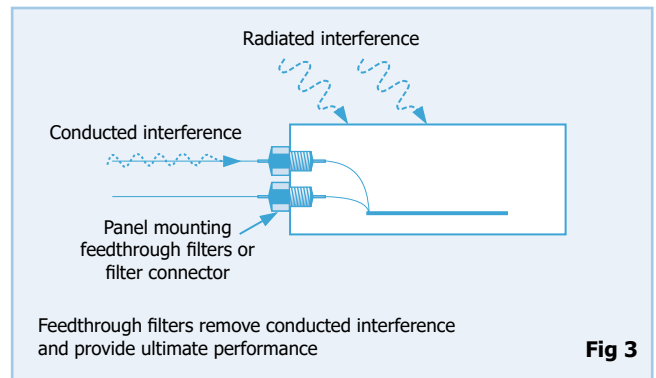 Radiated interference
Conducted interference
Panel mounting
feedthrough filters or
filter connector
Feedthrough filters remove conducted interference
and provide ultimate performance
Fig 3